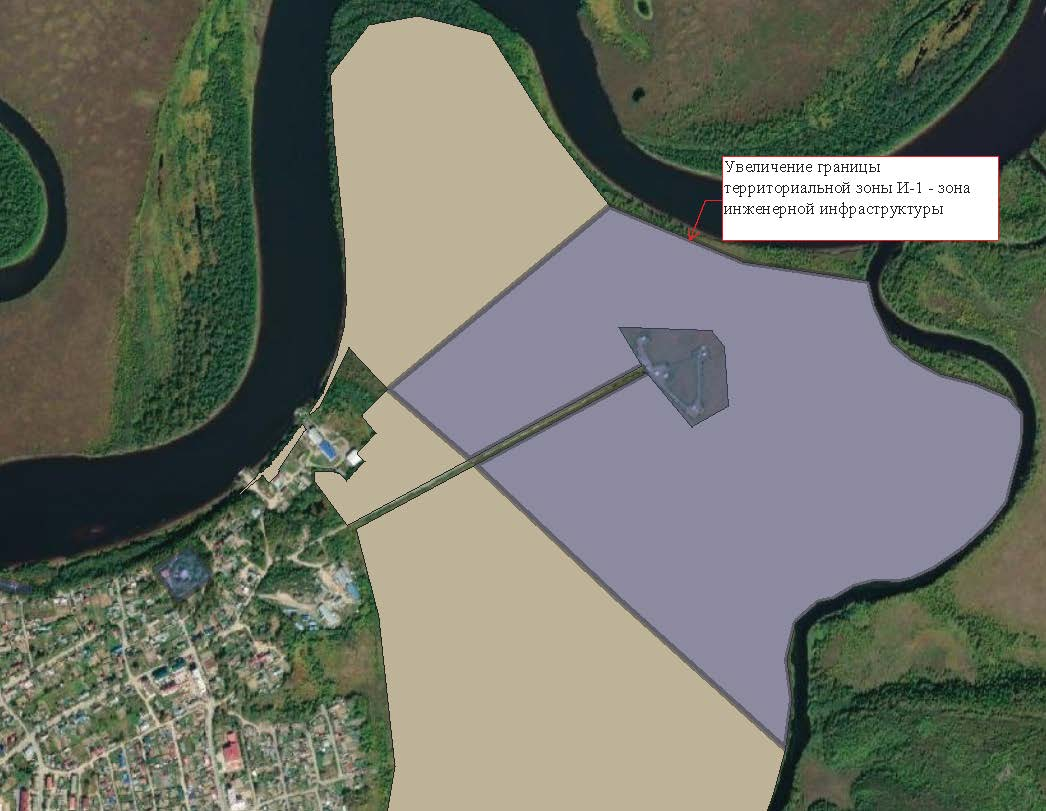 Увеличение границы
территориальной зоны И-1 - зона
инженерной инфраструктуры